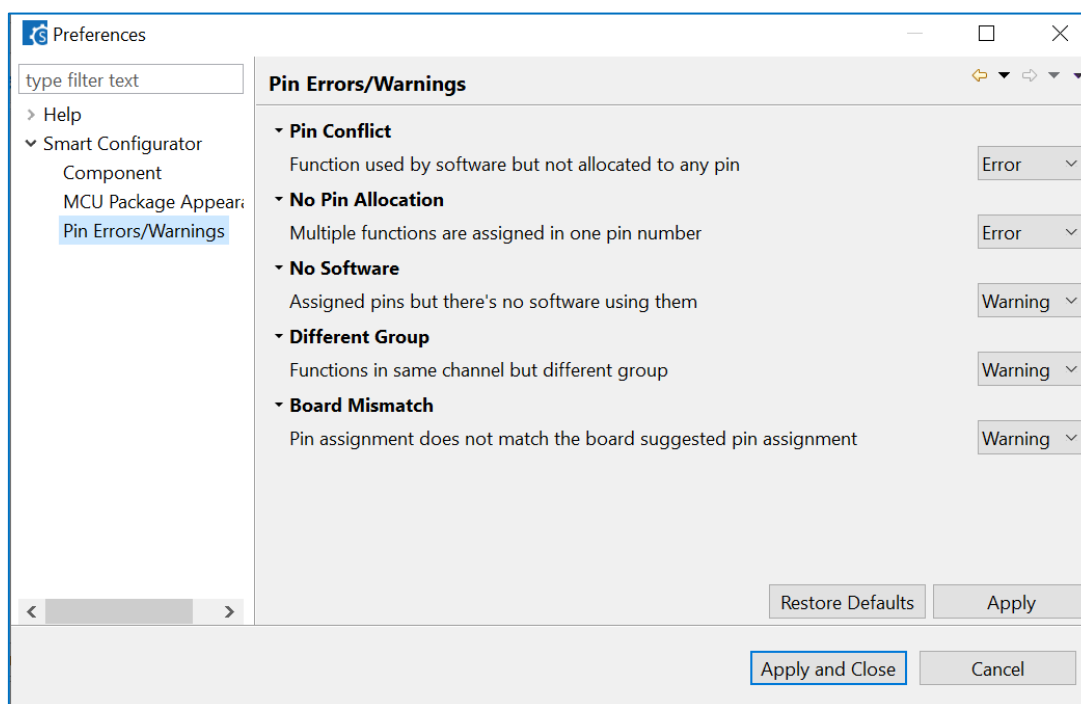 Preferences
type filter text
Help
Smart Configurator
Component
MCU Package Appear
Pin Errors/Warnings
Pin Errors/Warnings
Pin Conflict
Function used by software but not allocated to any pin
Error
No Pin Allocation
Multiple functions are assigned in one pin number
Error
No Software
Assigned pins but there's no software using them
Warning
Different Group
Functions in same channel but different group
Warning
Board Mismatch
Pin assignment does not match the board suggested pin assignment
Warning
Restore Defaults
Apply
Apply and Close
Cancel